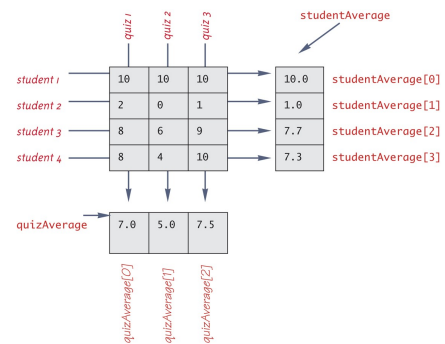 studentAverage
quiz 1
quiz 2
quiz 3
student 1 10 10 10 10.0 studentAverage[0]
student 2 2 0 1 1.0 studentAverage[1]
student 3 8 6 9 7.7 studentAverage[2]
student 4 8 4 10 7.3 studentAverage[3]
quizAverage 7.0 5.0 7.5
quizAverage[0]
quizAverage[1]
quizAverage[2]